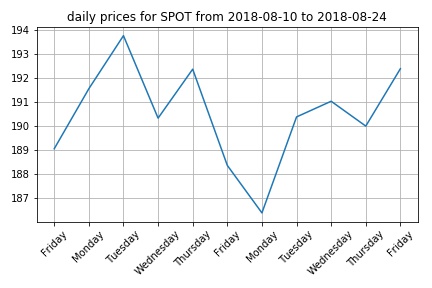 daily prices for SPOT from 2018-08-10 to 2018-08-24
194
193
192
191
190
189
188
187
Friday
Monday
Tuesday
Wednesday
Thursday
Friday
Monday
Tuesday
Wednesday
Thursday
Friday